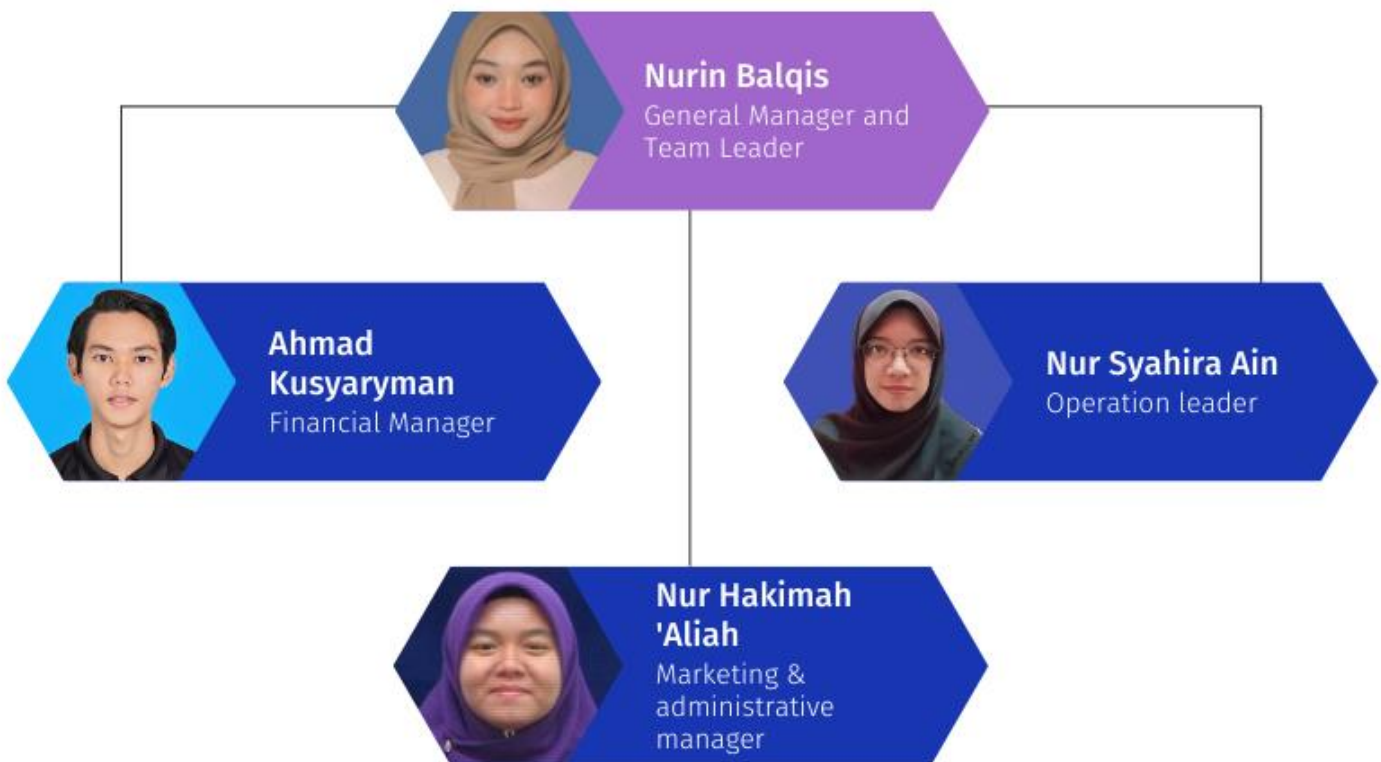 Nurin Balqis
General Manager and
Team Leader
Ahmad
Kusyaryman
Financial Manager
Nur Syahira Ain
Operation leader
Nur Hakimah
'Aliah
Marketing &
administrative
manager